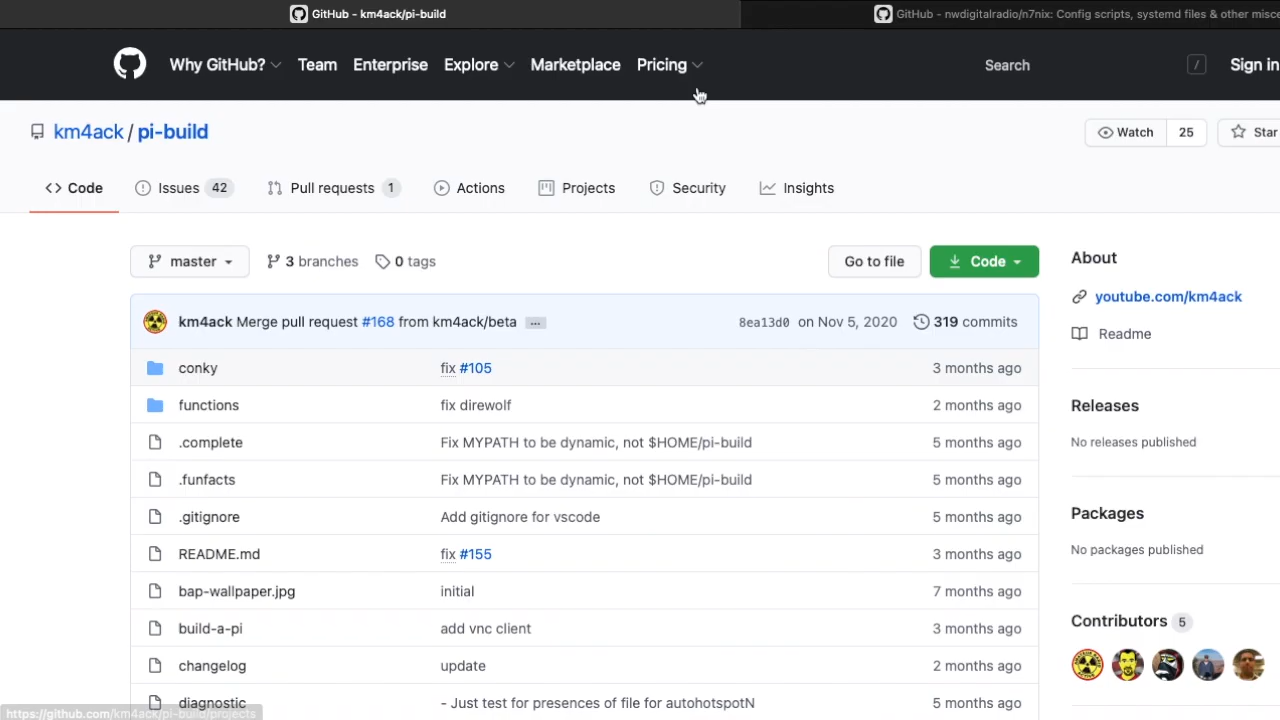 GitHub - km4ack/pi-build
GitHub - nwdigitalradio/n7nix: Config scripts, systemd files & other misce
Why GitHub? Team Enterprise Explore Marketplace Pricing Search / Sign in
km4ack / pi-build Watch 25 Star
Code Issues 42 Pull requests 1 Actions Projects Security Insights
master 3 branches 0 tags Go to file Code
About
youtube.com/km4ack
km4ack Merge pull request #168 from km4ack/beta ... 8ea13d0 on Nov 5, 2020 319 commits
Readme
conky fix #105 3 months ago
functions fix direwolf 2 months ago
Releases
.complete Fix MYPATH to be dynamic, not $HOME/pi-build 5 months ago
No releases published
.funfacts Fix MYPATH to be dynamic, not $HOME/pi-build 5 months ago
.gitignore Add gitignore for vscode 5 months ago
Packages
README.md fix #155 3 months ago
No packages published
bap-wallpaper.jpg initial 7 months ago
build-a-pi add vnc client 3 months ago
Contributors 5
changelog update 2 months ago
diagnostic - Just test for presences of file for autohotspotN 5 months ago
https://github.com/km4ack/pi-build/projects